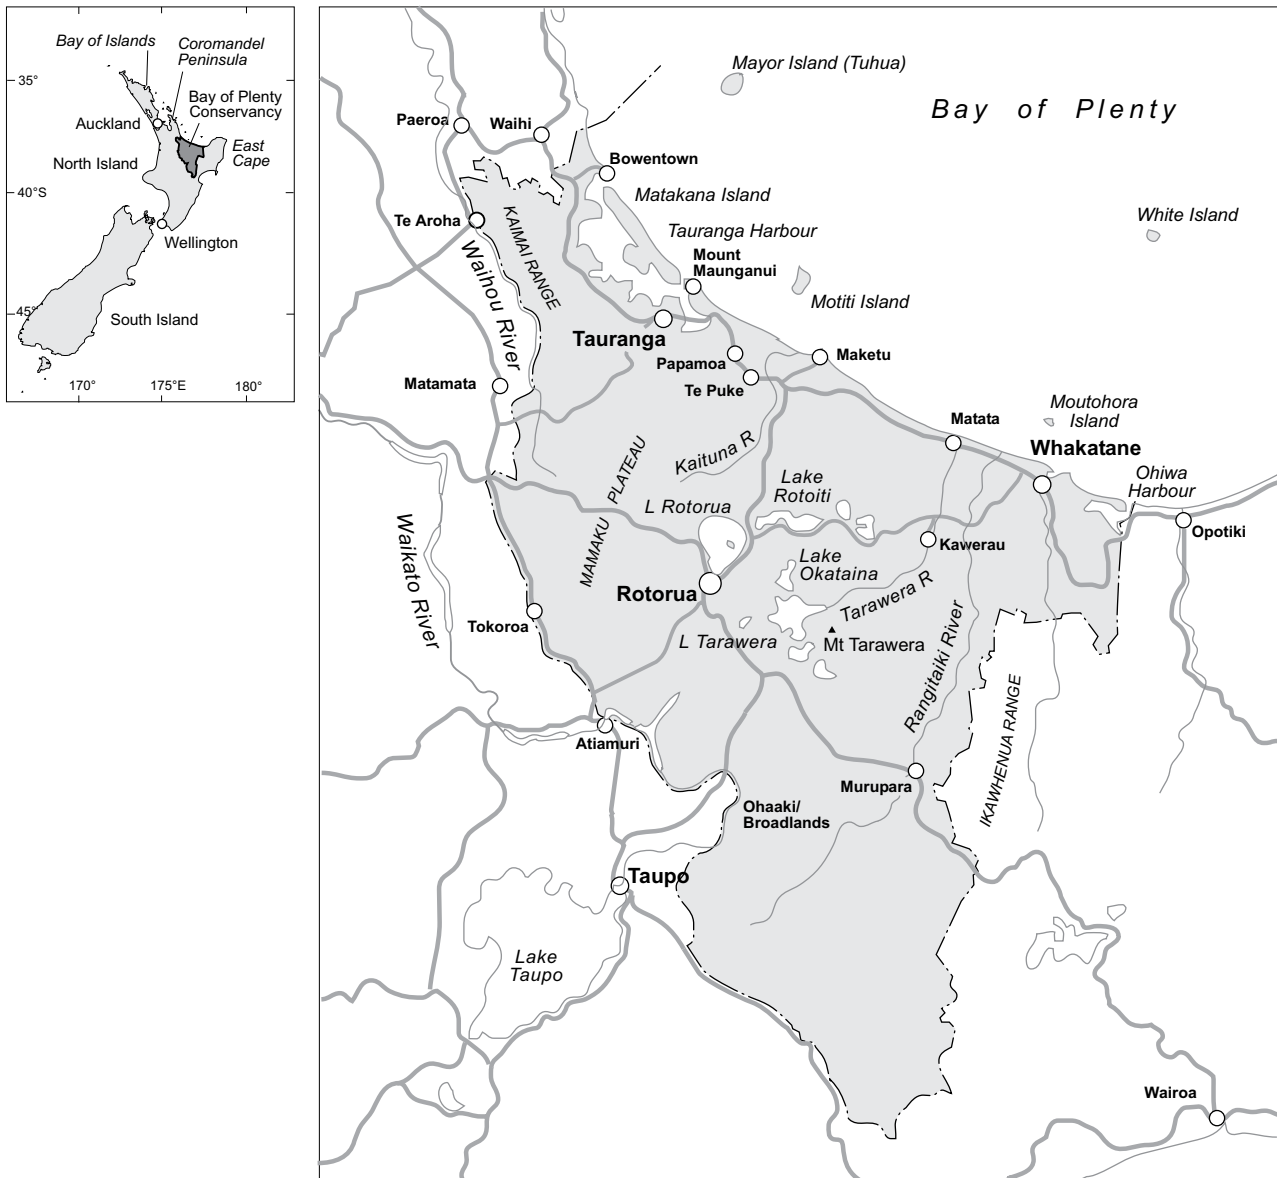 Bay of Islands
Coromandel
Peninsula
35°
Bay of Plenty
Conservancy
Auckland
East
Cape
North Island
40°S
Wellington
45°
South Island
170°
175°E
180°
Mayor Island (Tuhua)
Bay of Plenty
Paeroa
Waihi
Bowentown
Matakana Island
Te Aroha
KAIMAI RANGE
Tauranga Harbour
White Island
Waihou River
Mount
Maunganui
Motiti Island
Tauranga
Papamoa
Maketu
Matamata
Te Puke
Moutohora
Island
Matata
Whakatane
Kaituna R
MAMAKU PLATEAU
Lake
Rotoiti
Ohiwa
Harbour
L Rotorua
Opotiki
Waikato River
Kawerau
Lake
Okataina
Rotorua
Tarawera R
Tokoroa
L Tarawera
Mt Tarawera
Rangitaiki River
IKAWHENUA RANGE
Atiamuri
Murupara
Ohaaki/
Broadlands
Taupo
Lake
Taupo
Wairoa